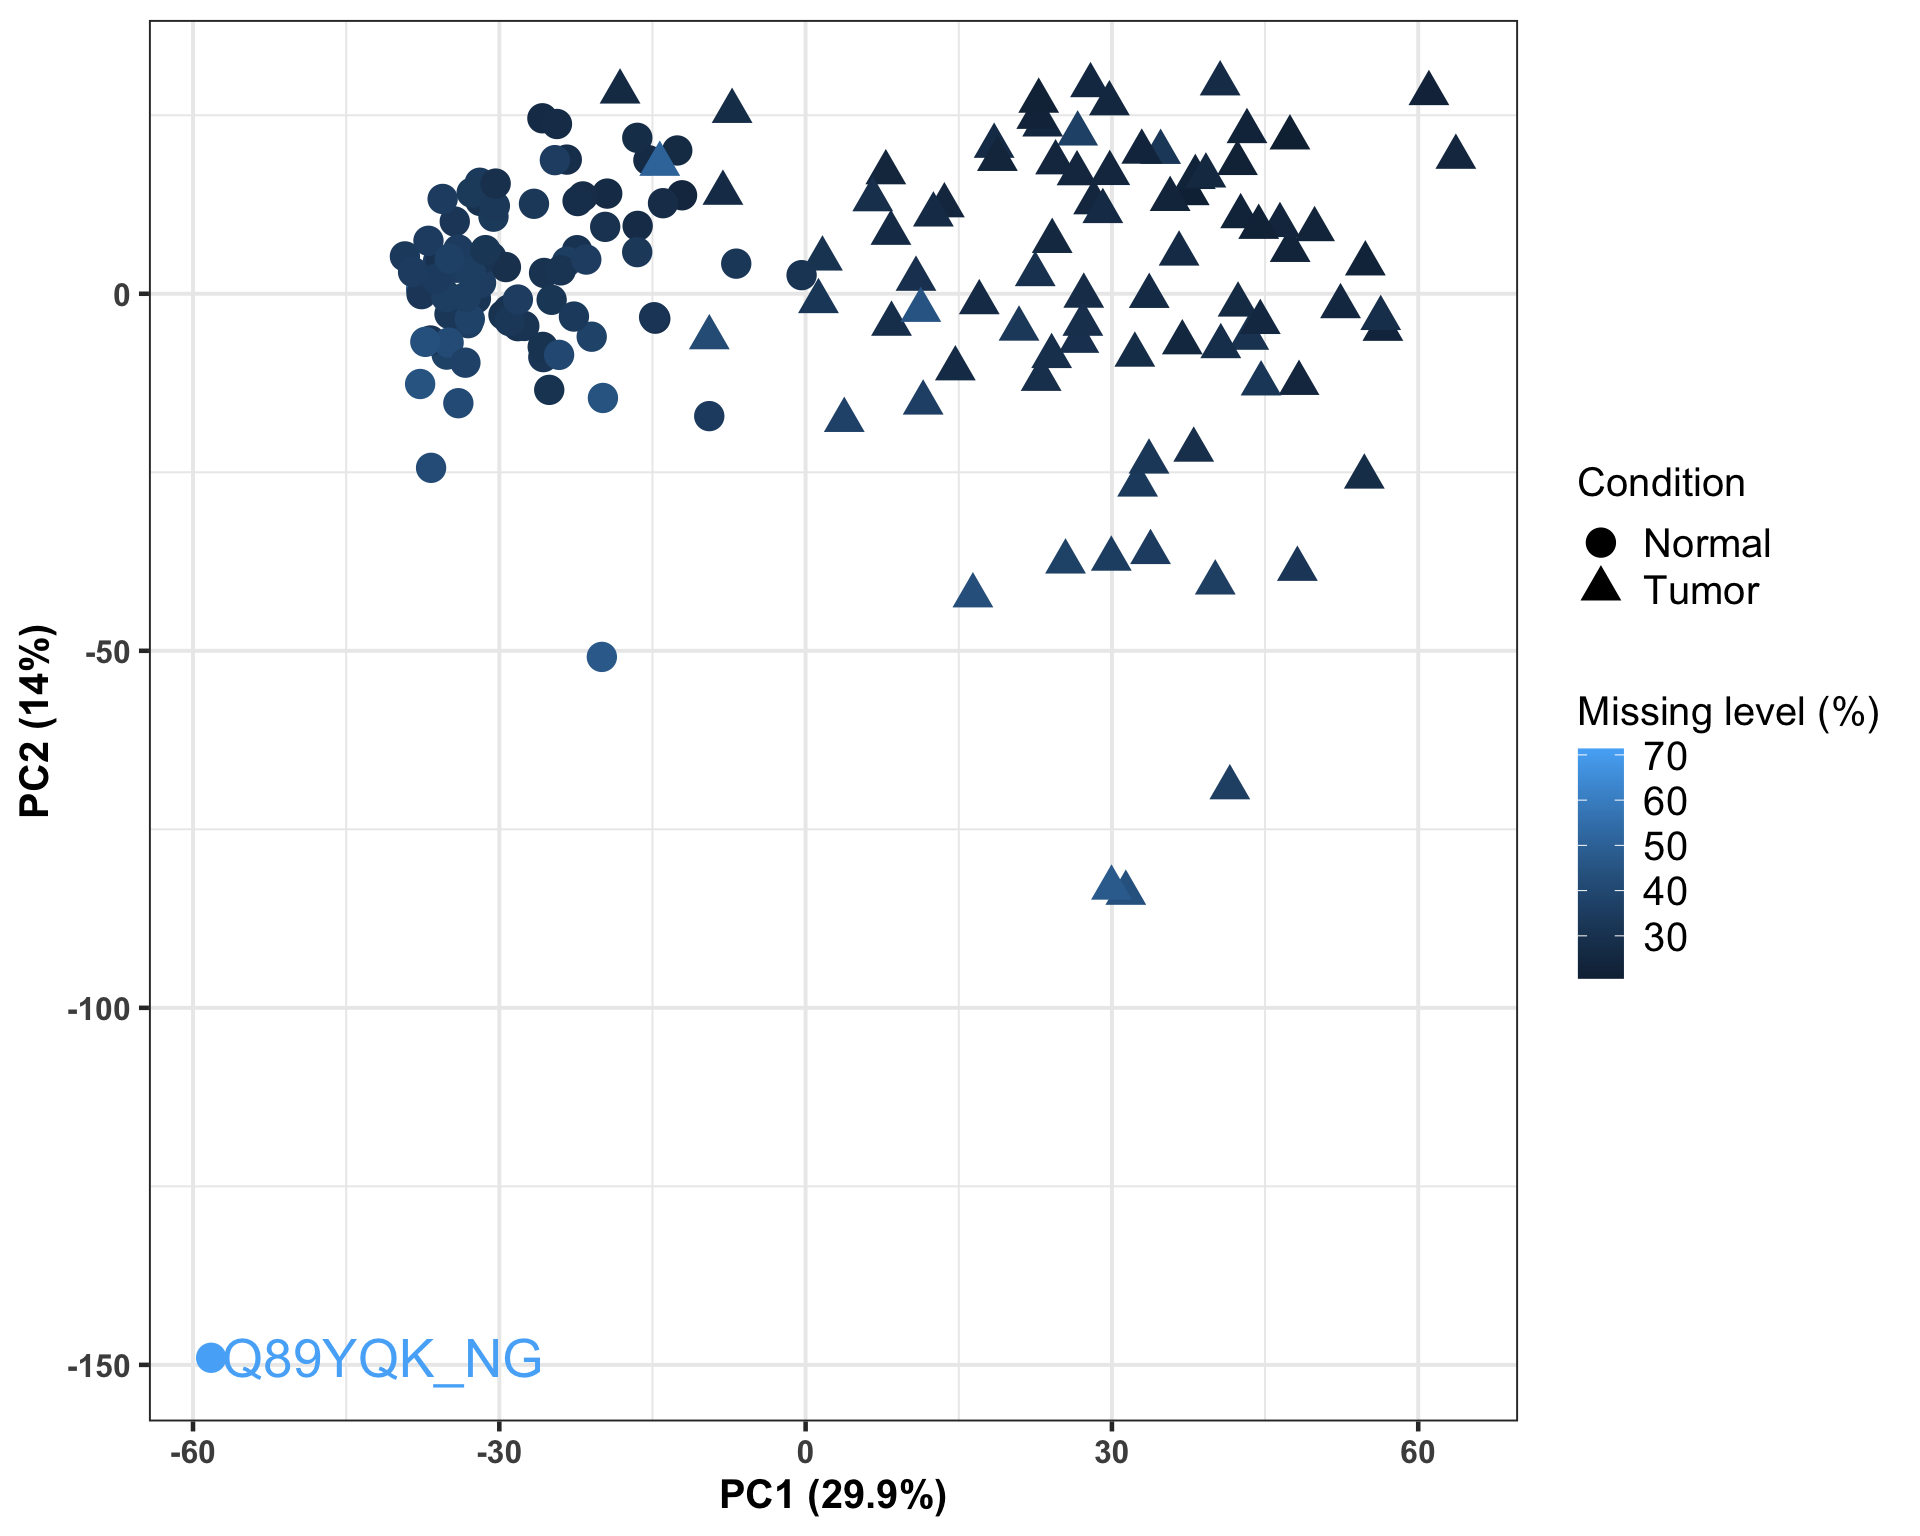 PC2 (14%)
0
-50
-100
-150
Q89YQK_NG
-60
-30
0
30
60
PC1 (29.9%)
Condition
Normal
Tumor
Missing level (%)
70
60
50
40
30